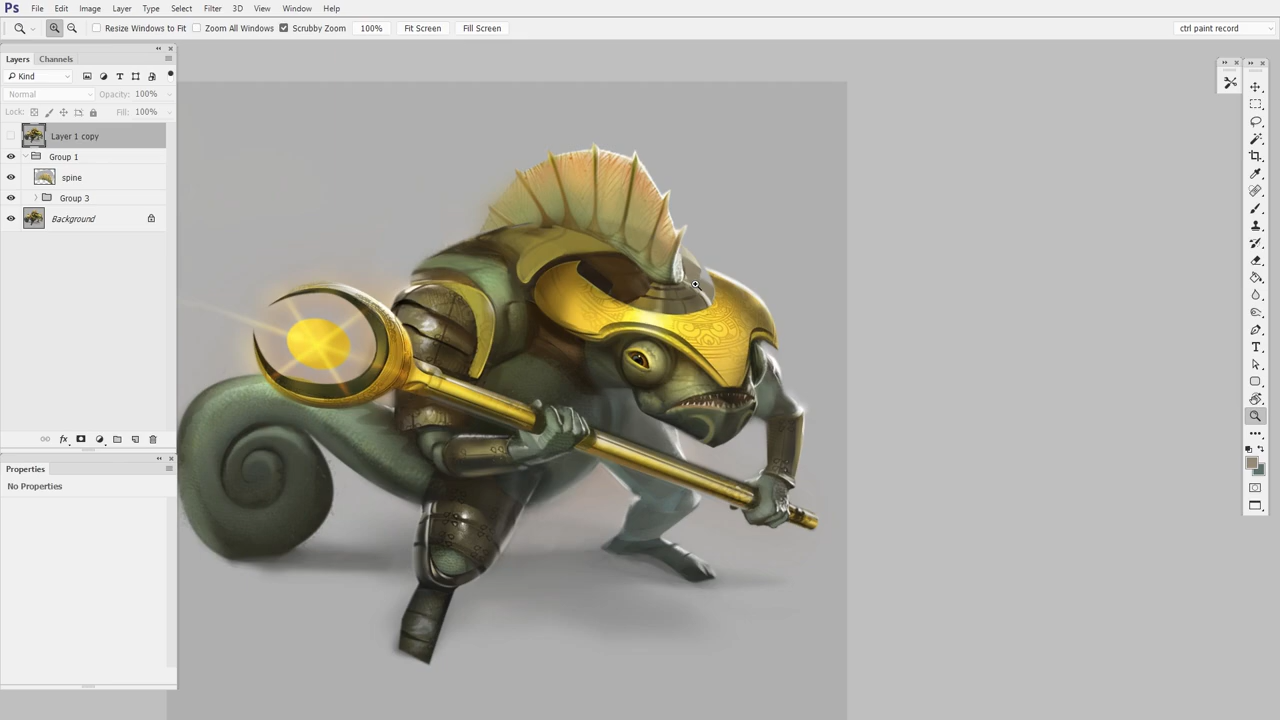 Ps File Edit Image Layer Type Select Filter 3D View Window Help
Resize Windows to Fit Zoom All Windows Scrubby Zoom 100% Fit Screen Fill Screen ctrl paint record
Layers Channels
Kind
Normal Opacity: 100%
Lock: Fill: 100%
Layer 1 copy
Group 1
spine
Group 3
Background
fx
Properties
No Properties